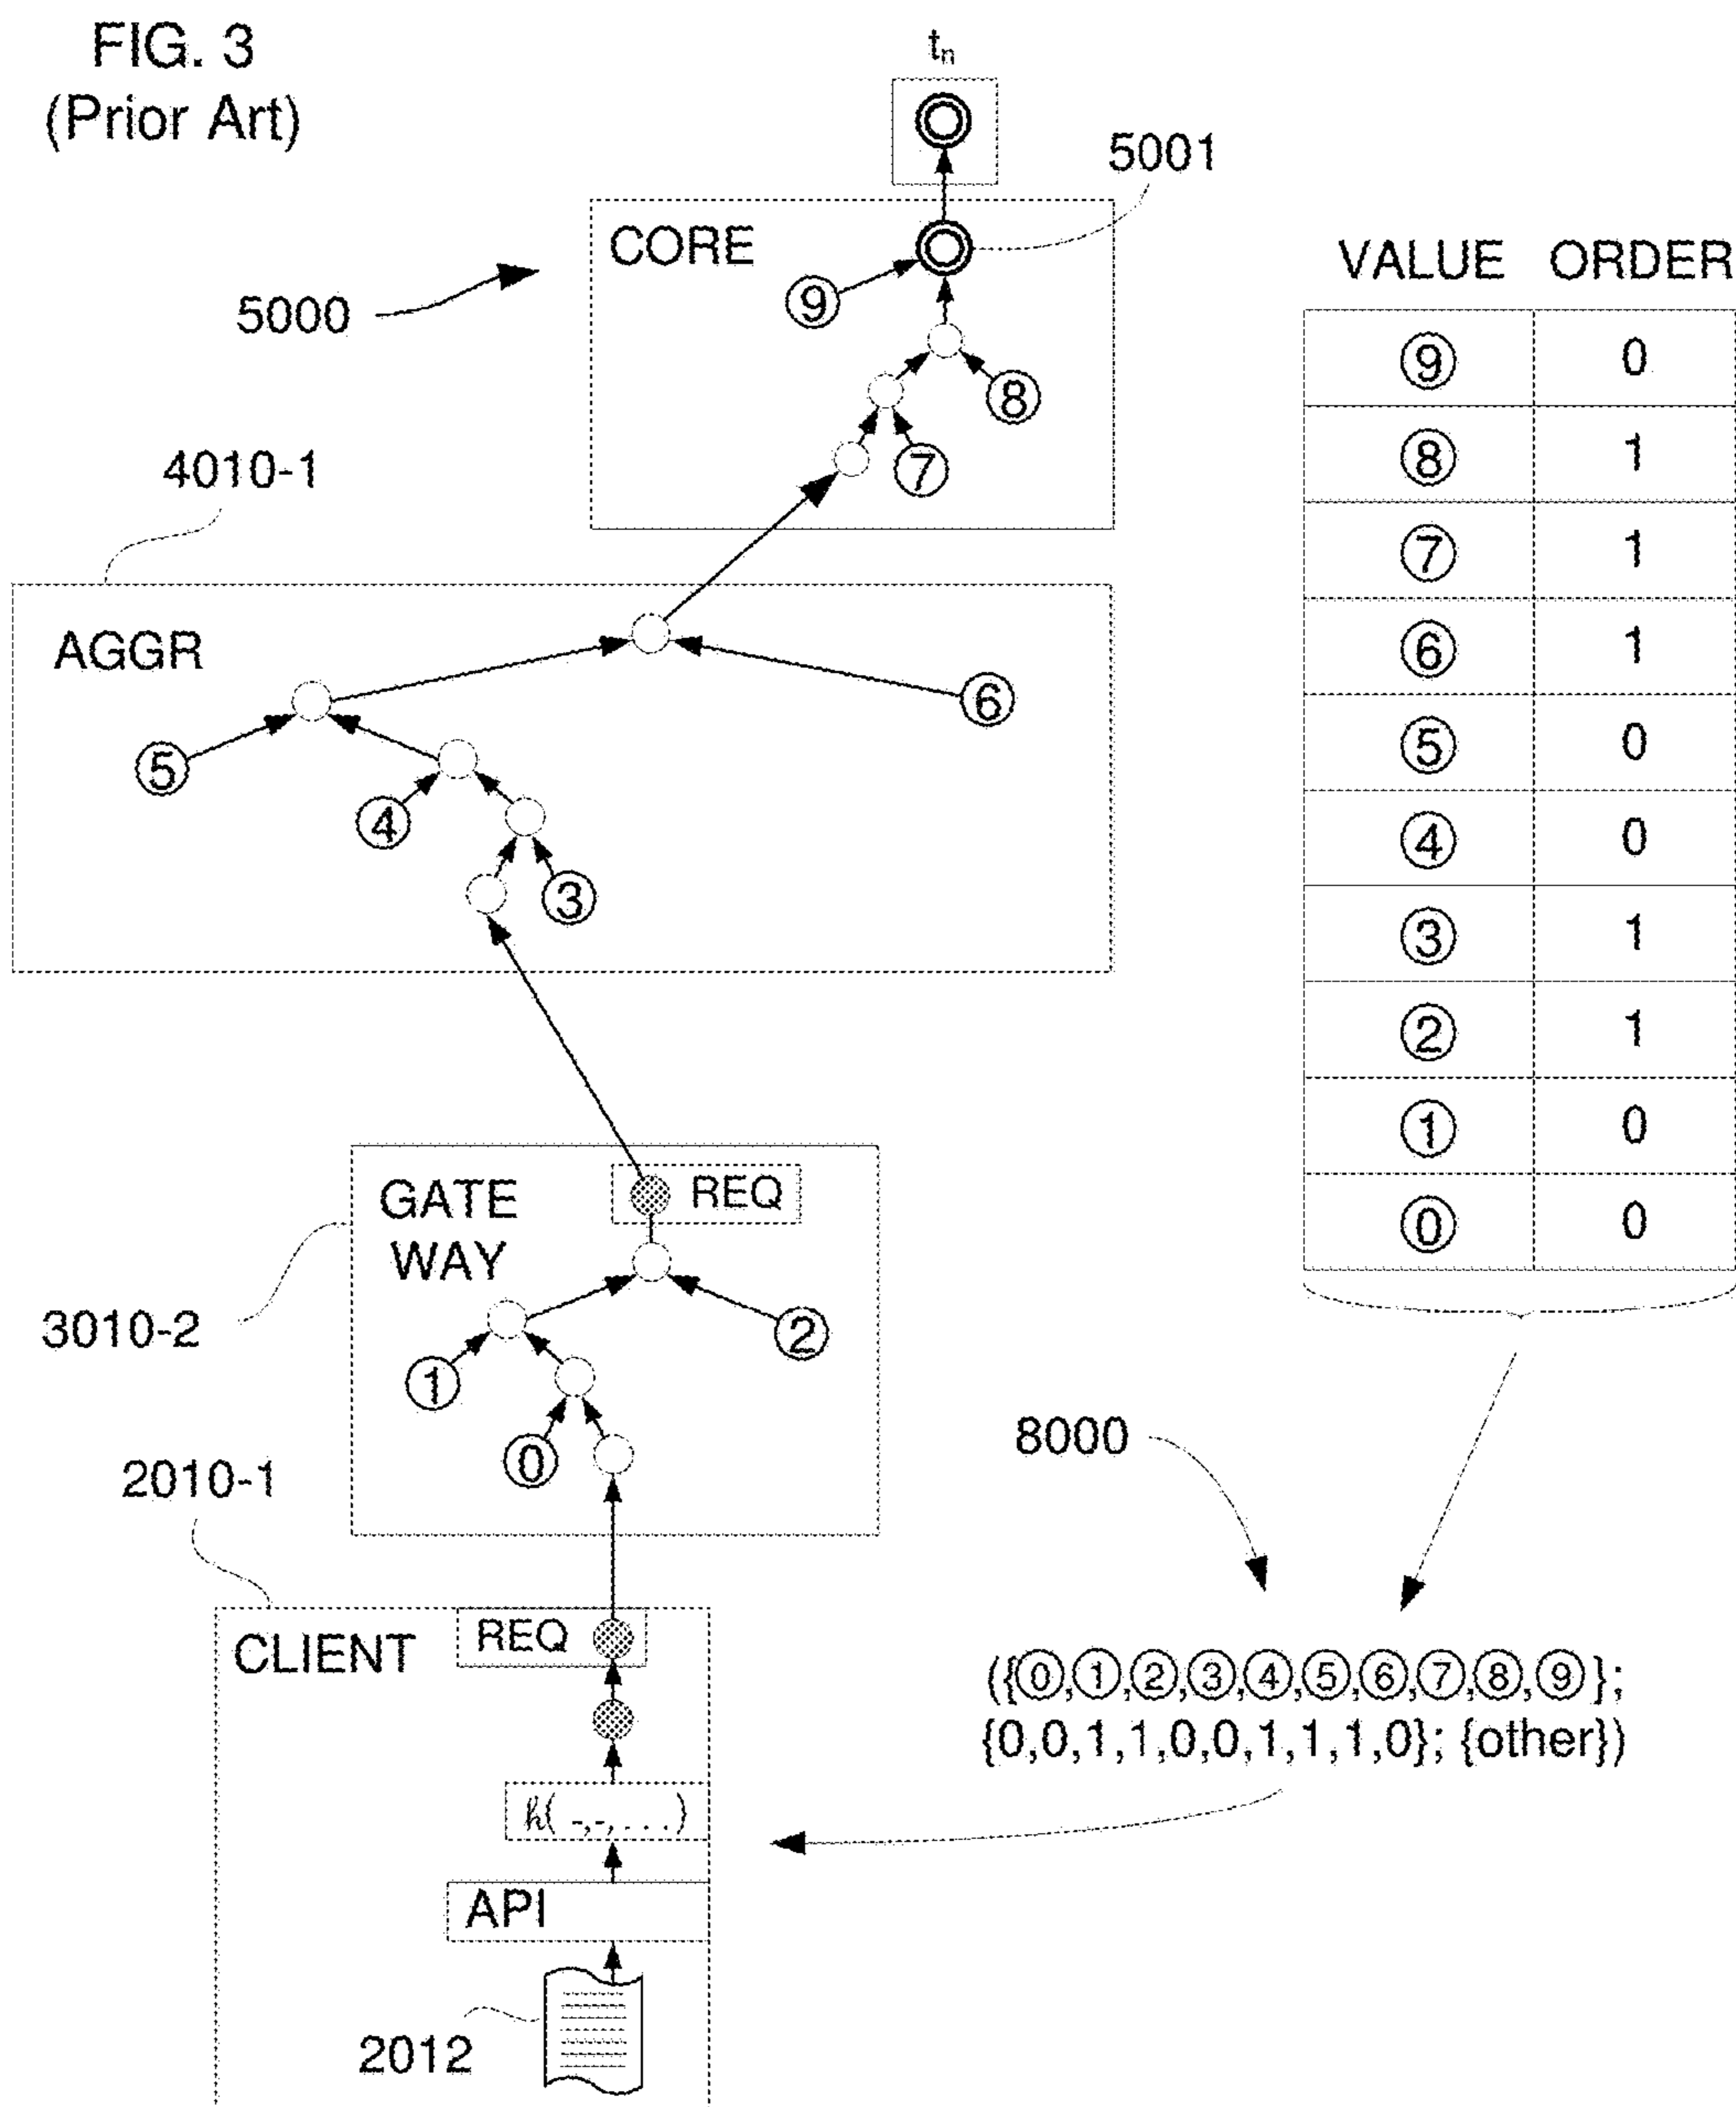 FIG. 3
(Prior Art)
tₙ
5001
CORE
5000
⑨
⑧
⑦
4010-1
AGGR
⑥
⑤
④
③
GATE
WAY
REQ
3010-2
②
①
⓪
2010-1
CLIENT
REQ
h( -,-, . . .)
API
2012
VALUE ORDER
⑨ 0
⑧ 1
⑦ 1
⑥ 1
⑤ 0
④ 0
③ 1
② 1
① 0
⓪ 0
8000
({⓪,①,②,③,④,⑤,⑥,⑦,⑧,⑨};
{0,0,1,1,0,0,1,1,1,0}; {other})